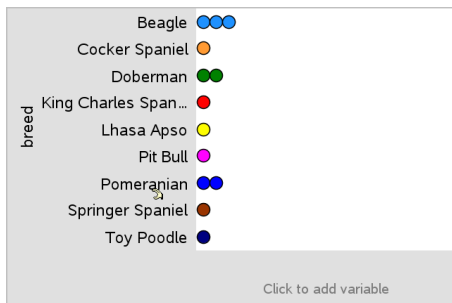 breed
Beagle
Cocker Spaniel
Doberman
King Charles Span...
Lhasa Apso
Pit Bull
Pomeranian
Springer Spaniel
Toy Poodle
Click to add variable